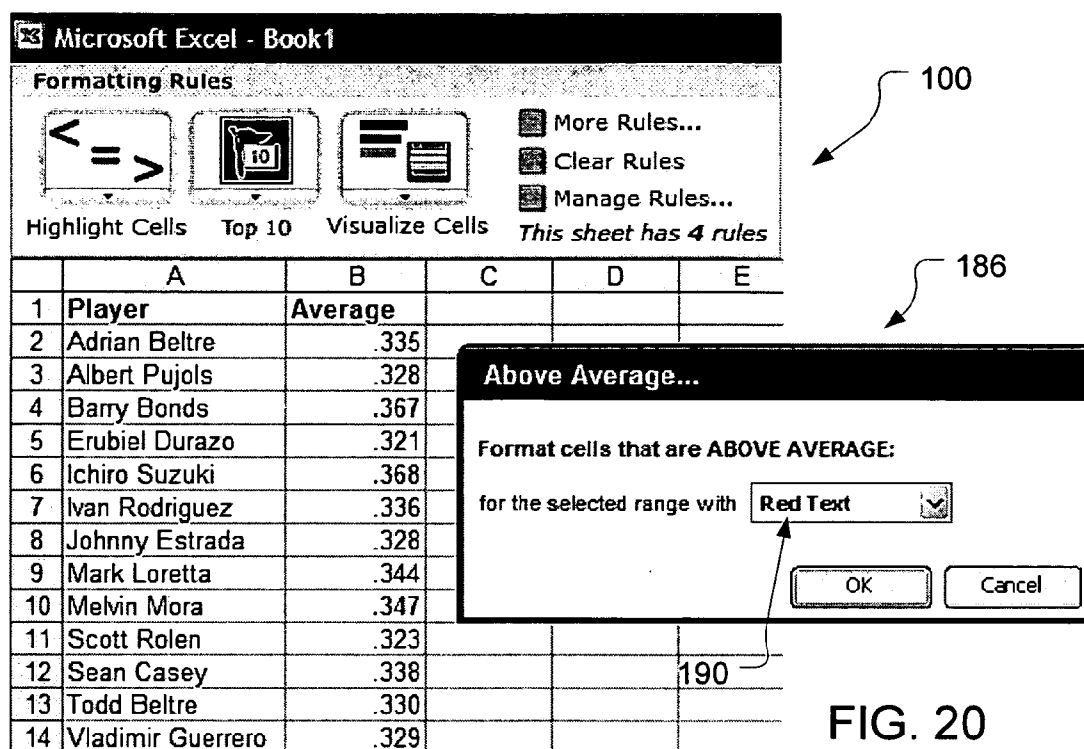 Microsoft Excel - Book1
Formatting Rules
100
< = >
10
More Rules...
Clear Rules
Manage Rules...
Highlight Cells Top 10 Visualize Cells This sheet has 4 rules
186
A B C D E
1 Player Average
2 Adrian Beltre .335
3 Albert Pujols .328
4 Barry Bonds .367
5 Erubiel Durazo .321
6 Ichiro Suzuki .368
7 Ivan Rodriguez .336
8 Johnny Estrada .328
9 Mark Loretta .344
10 Melvin Mora .347
11 Scott Rolen .323
12 Sean Casey .338
13 Todd Beltre .330
14 Vladimir Guerrero .329
Above Average...
Format cells that are ABOVE AVERAGE:
for the selected range with Red Text
OK Cancel
190
FIG. 20